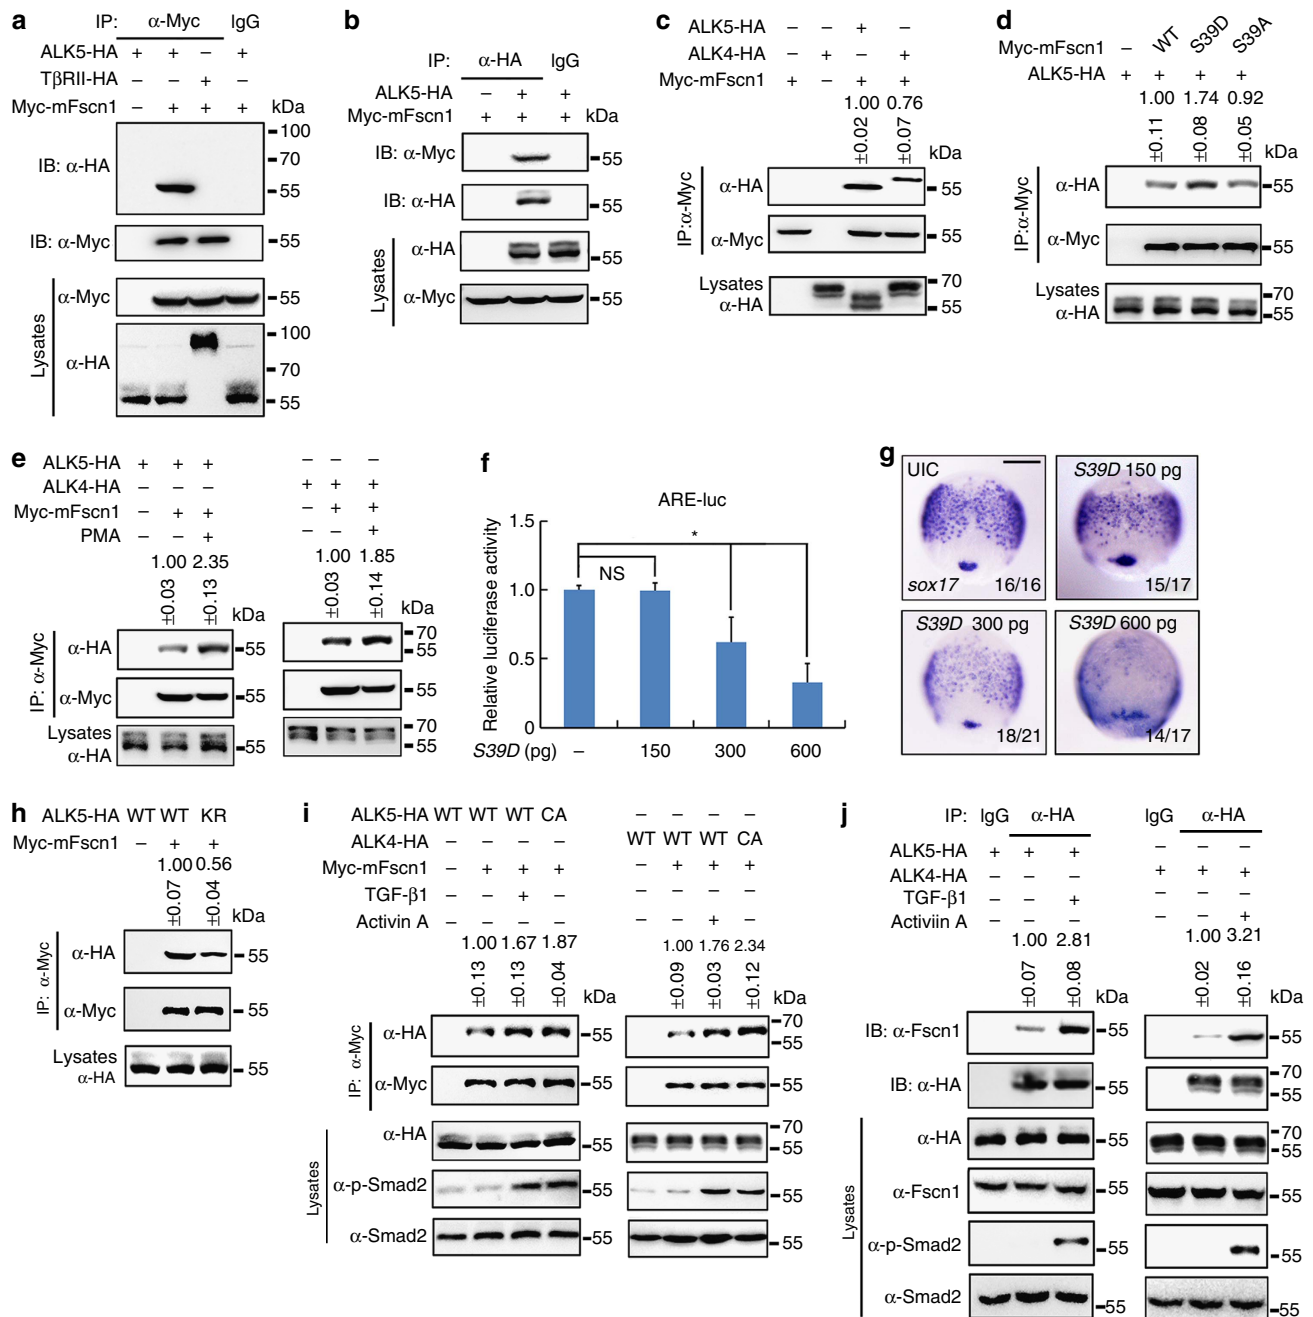 a
IP: α-Myc IgG
ALK5-HA + + – +
TβRII-HA – – + –
Myc-mFscn1 – + + + kDa
IB: α-HA
100
70
55
IB: α-Myc 55
Lysates
α-Myc 55
α-HA
100
70
55
b
IP: α-HA IgG
ALK5-HA – + +
Myc-mFscn1 + + + kDa
IB: α-Myc 55
IB: α-HA 55
Lysates
α-HA 55
α-Myc 55
c
ALK5-HA – – + –
ALK4-HA – + – +
Myc-mFscn1 + – + +
1.00 0.76
±0.02 ±0.07 kDa
IP:α-Myc
α-HA 55
α-Myc 55
Lysates α-HA
70
55
d
Myc-mFscn1 – WT S39D S39A
ALK5-HA + + + +
1.00 1.74 0.92
±0.11 ±0.08 ±0.05 kDa
IP:α-Myc
α-HA 55
α-Myc 55
Lysates α-HA
70
55
e
ALK5-HA + + + – – –
ALK4-HA – – – + + +
Myc-mFscn1 – + + – + +
PMA – – + – – +
1.00 2.35 1.00 1.85
±0.03 ±0.13 kDa ±0.03 ±0.14
IP: α-Myc
α-HA 55 70 55
α-Myc 55 55
Lysates α-HA 55 70 55
f
ARE-luc
Relative luciferase activity
1.5
1.0
0.5
0
NS
*
S39D (pg) – 150 300 600
g
UIC
sox17 16/16
S39D 150 pg
15/17
S39D 300 pg
18/21
S39D 600 pg
14/17
h
ALK5-HA WT WT KR
Myc-mFscn1 – + +
1.00 0.56
±0.07 ±0.04 kDa
IP: α-Myc
α-HA 55
α-Myc 55
Lysates α-HA 55
i
ALK5-HA WT WT WT CA – – – –
ALK4-HA – – – – WT WT WT CA
Myc-mFscn1 – + + + – + + +
TGF-β1 – – + – – – – –
Activin A – – – – – – + –
1.00 1.67 1.87 1.00 1.76 2.34
±0.13 ±0.13 ±0.04 kDa ±0.09 ±0.03 ±0.12 kDa
IP: α-Myc
α-HA 55 70 55
α-Myc 55 55
Lysates
α-HA 55 70 55
α-p-Smad2 55 55
α-Smad2 55 55
j
IP: IgG α-HA IgG α-HA
ALK5-HA + + + – – –
ALK4-HA – – – + + +
TGF-β1 – – + – – –
Activiin A – – – – – +
1.00 2.81 1.00 3.21
±0.07 ±0.08 kDa ±0.02 ±0.16 kDa
IB: α-Fscn1 55 55
IB: α-HA 55 70 55
Lysates
α-HA 55 70 55
α-Fscn1 55 55
α-p-Smad2 55 55
α-Smad2 55 55